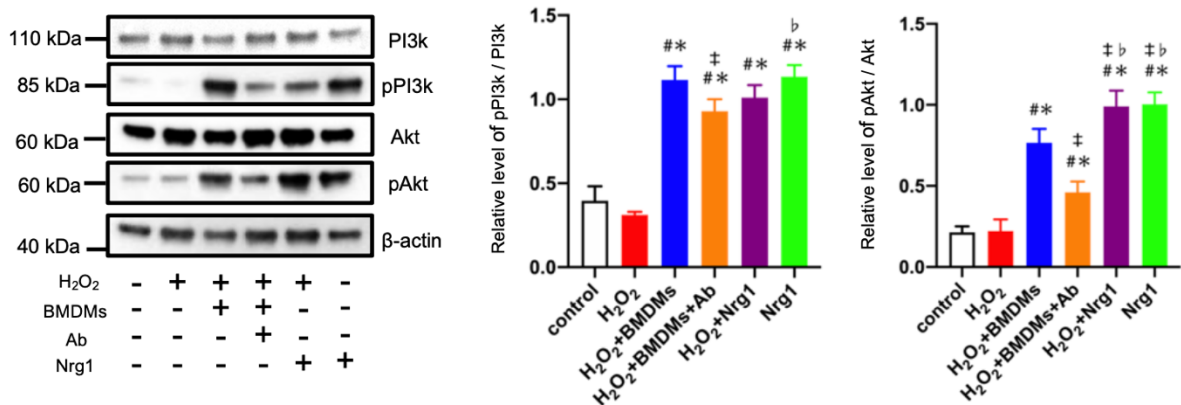 110 kDa
PI3k
85 kDa
pPI3k
60 kDa
Akt
60 kDa
pAkt
40 kDa
β-actin
H₂O₂ - + + + + -
BMDMs - - + + - -
Ab - - - + - -
Nrg1 - - - - + +
Relative level of pPI3k / PI3k
1.5
1.0
0.5
0.0
#*
‡
#*
#*
♭
#*
control
H₂O₂
H₂O₂+BMDMs
H₂O₂+BMDMs+Ab
H₂O₂+Nrg1
Nrg1
Relative level of pAkt / Akt
1.5
1.0
0.5
0.0
#*
‡
#*
‡ ♭
#*
‡ ♭
#*
control
H₂O₂
H₂O₂+BMDMs
H₂O₂+BMDMs+Ab
H₂O₂+Nrg1
Nrg1